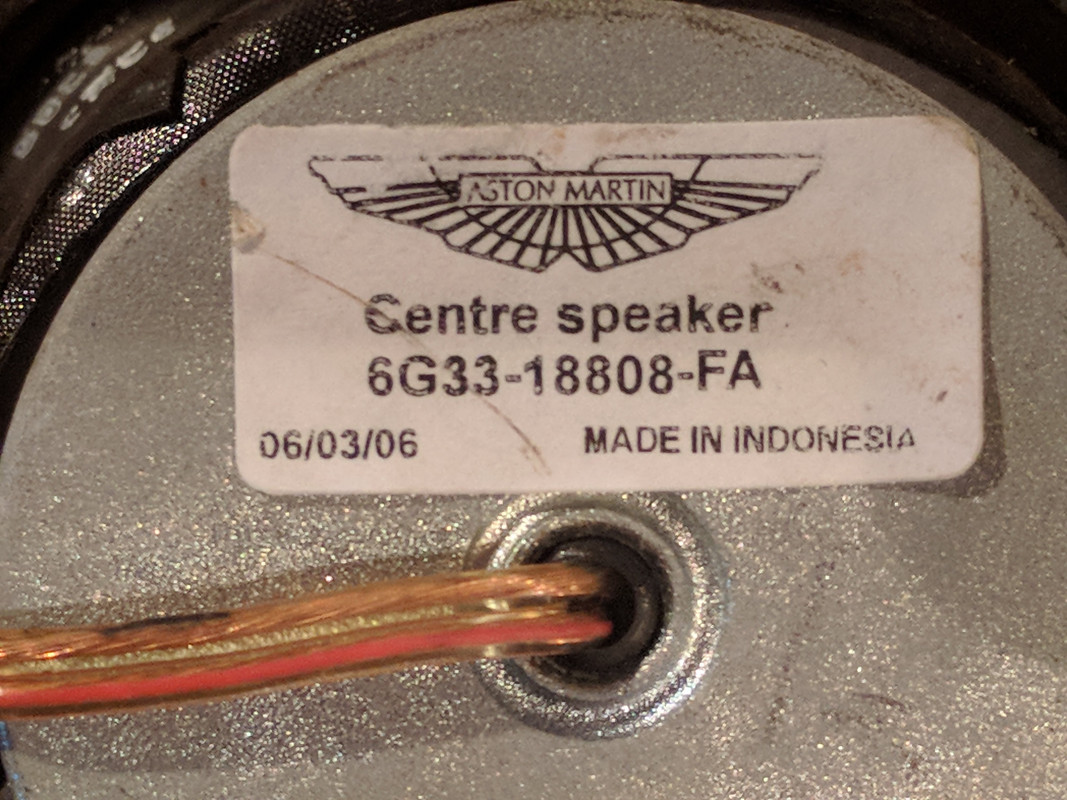 ASTON MARTIN
Centre speaker
6G33-18808-FA
06/03/06 MADE IN INDONESIA